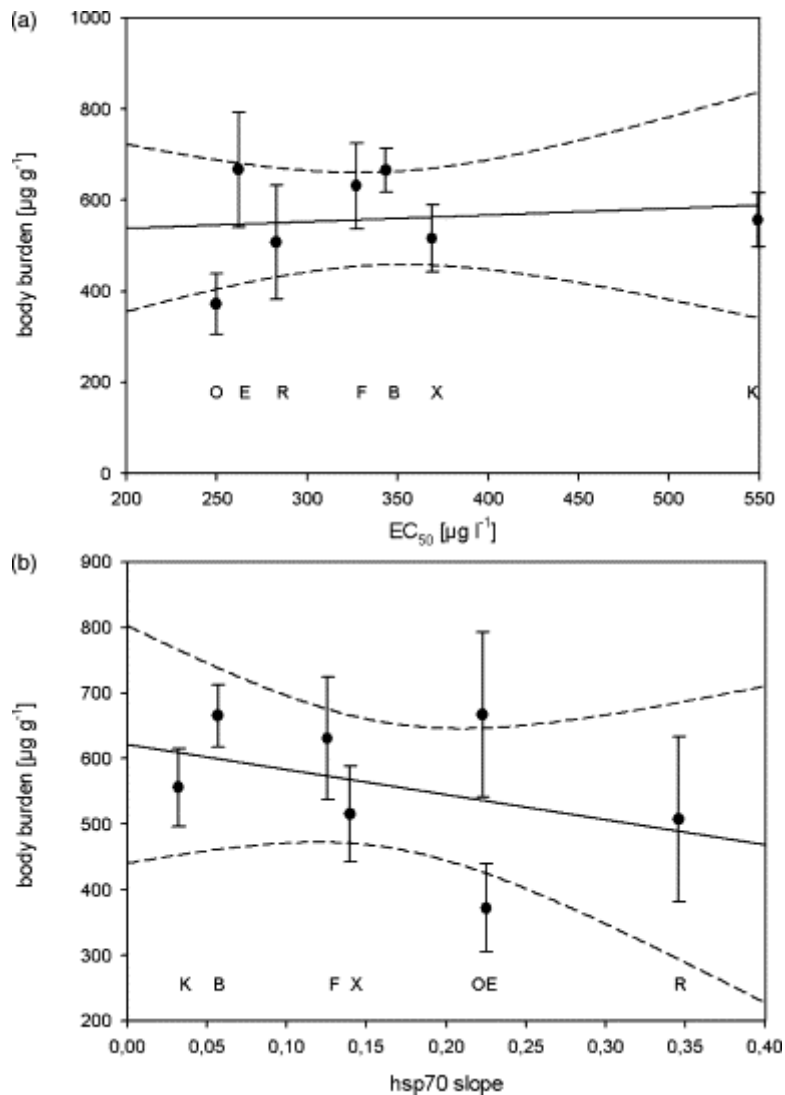 (a)
1000
800
600
400
200
0
body burden [µg g⁻¹]
O E R F B X K
200 250 300 350 400 450 500 550
EC₅₀ [µg l⁻¹]
(b)
900
800
700
600
500
400
300
200
body burden [µg g⁻¹]
K B F X OE R
0,00 0,05 0,10 0,15 0,20 0,25 0,30 0,35 0,40
hsp70 slope